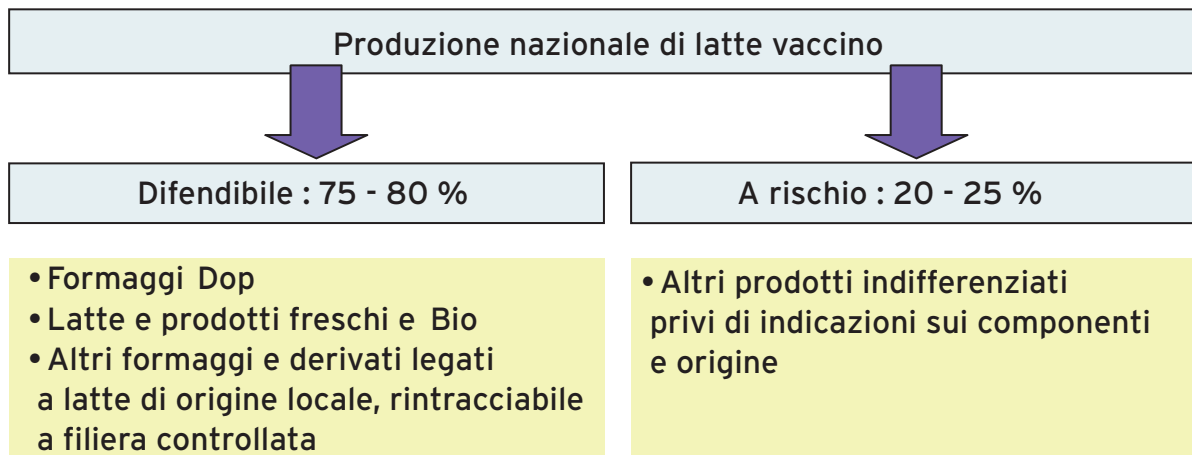 Produzione nazionale di latte vaccino
Difendibile : 75 - 80 %
A rischio : 20 - 25 %
• Formaggi Dop
• Latte e prodotti freschi e Bio
• Altri formaggi e derivati legati
a latte di origine locale, rintracciabile
a filiera controllata
• Altri prodotti indifferenziati
privi di indicazioni sui componenti
e origine